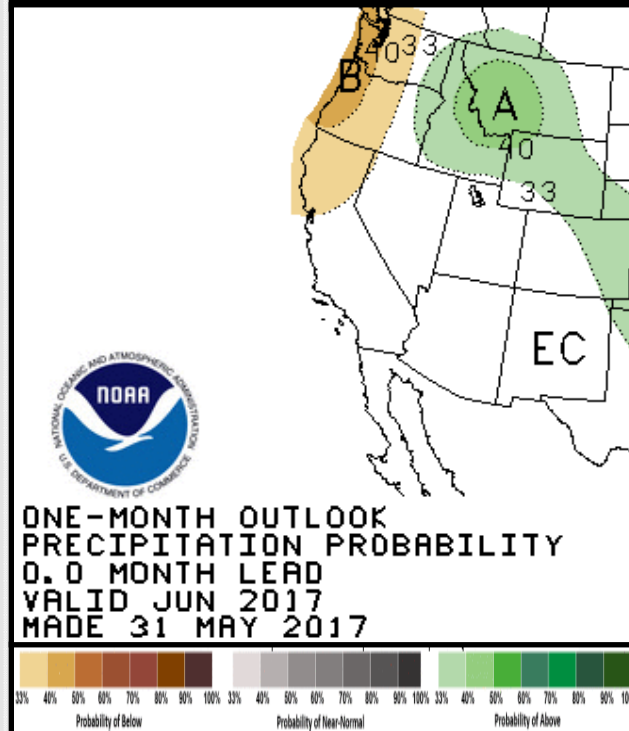 40 33
B
A
40
33
EC
NATIONAL OCEANIC AND ATMOSPHERIC ADMINISTRATION
NOAA
U.S. DEPARTMENT OF COMMERCE
ONE-MONTH OUTLOOK
PRECIPITATION PROBABILITY
0.0 MONTH LEAD
VALID JUN 2017
MADE 31 MAY 2017
33% 40% 50% 60% 70% 80% 90% 100% 33% 40% 50% 60% 70% 80% 90% 100% 33% 40% 50% 60% 70% 80% 90% 10
Probability of Below Probability of Near-Normal Probability of Above